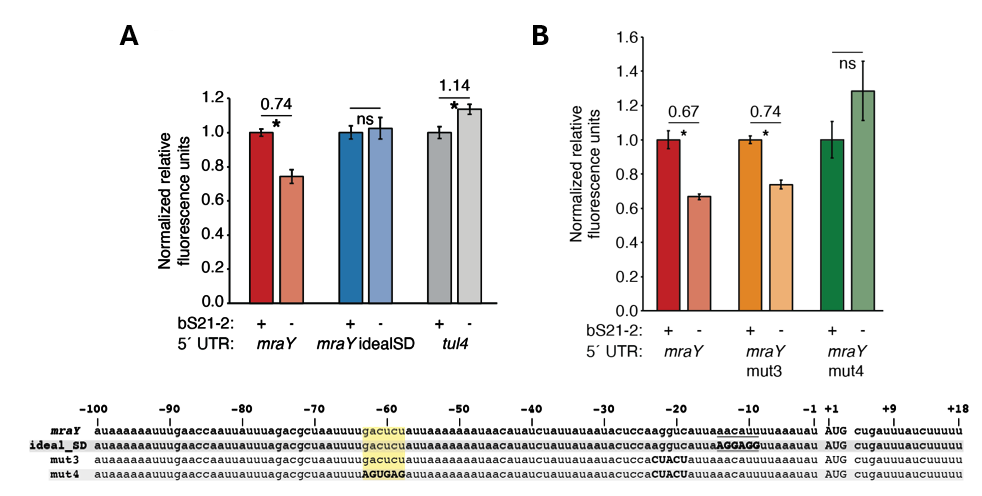 A
B
Normalized relative
fluorescence units
1.2
1.0
0.8
0.6
0.4
0.2
0.0
0.74
*
ns
1.14
*
bS21-2: + - + - + -
5´ UTR: mraY mraY idealSD tul4
Normalized relative
fluorescence units
1.6
1.4
1.2
1.0
0.8
0.6
0.4
0.2
0.0
0.67
*
0.74
*
ns
bS21-2: + - + - + -
5´ UTR: mraY mraY mraY
mut3 mut4
-100 -90 -80 -70 -60 -50 -40 -30 -20 -10 -1 +1 +9 +18
mraY AUG cugauuuaucuuuuu
ideal_SD AUG cugauuuaucuuuuu
mut3 AUG cugauuuaucuuuuu
mut4 AUG cugauuuaucuuuuu